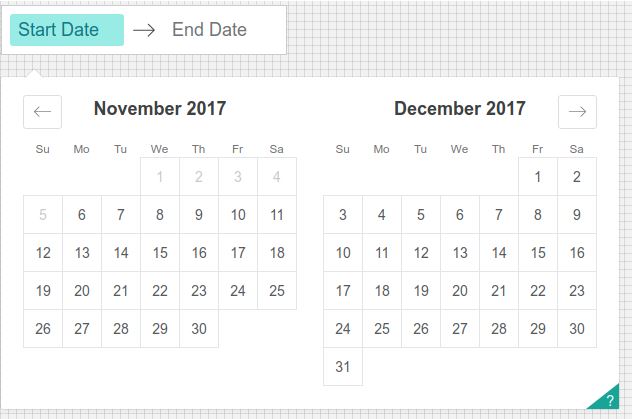 Start Date → End Date
← November 2017 December 2017 →
Su Mo Tu We Th Fr Sa Su Mo Tu We Th Fr Sa
1 2 3 4 1 2
5 6 7 8 9 10 11 3 4 5 6 7 8 9
12 13 14 15 16 17 18 10 11 12 13 14 15 16
19 20 21 22 23 24 25 17 18 19 20 21 22 23
26 27 28 29 30 24 25 26 27 28 29 30
31
?